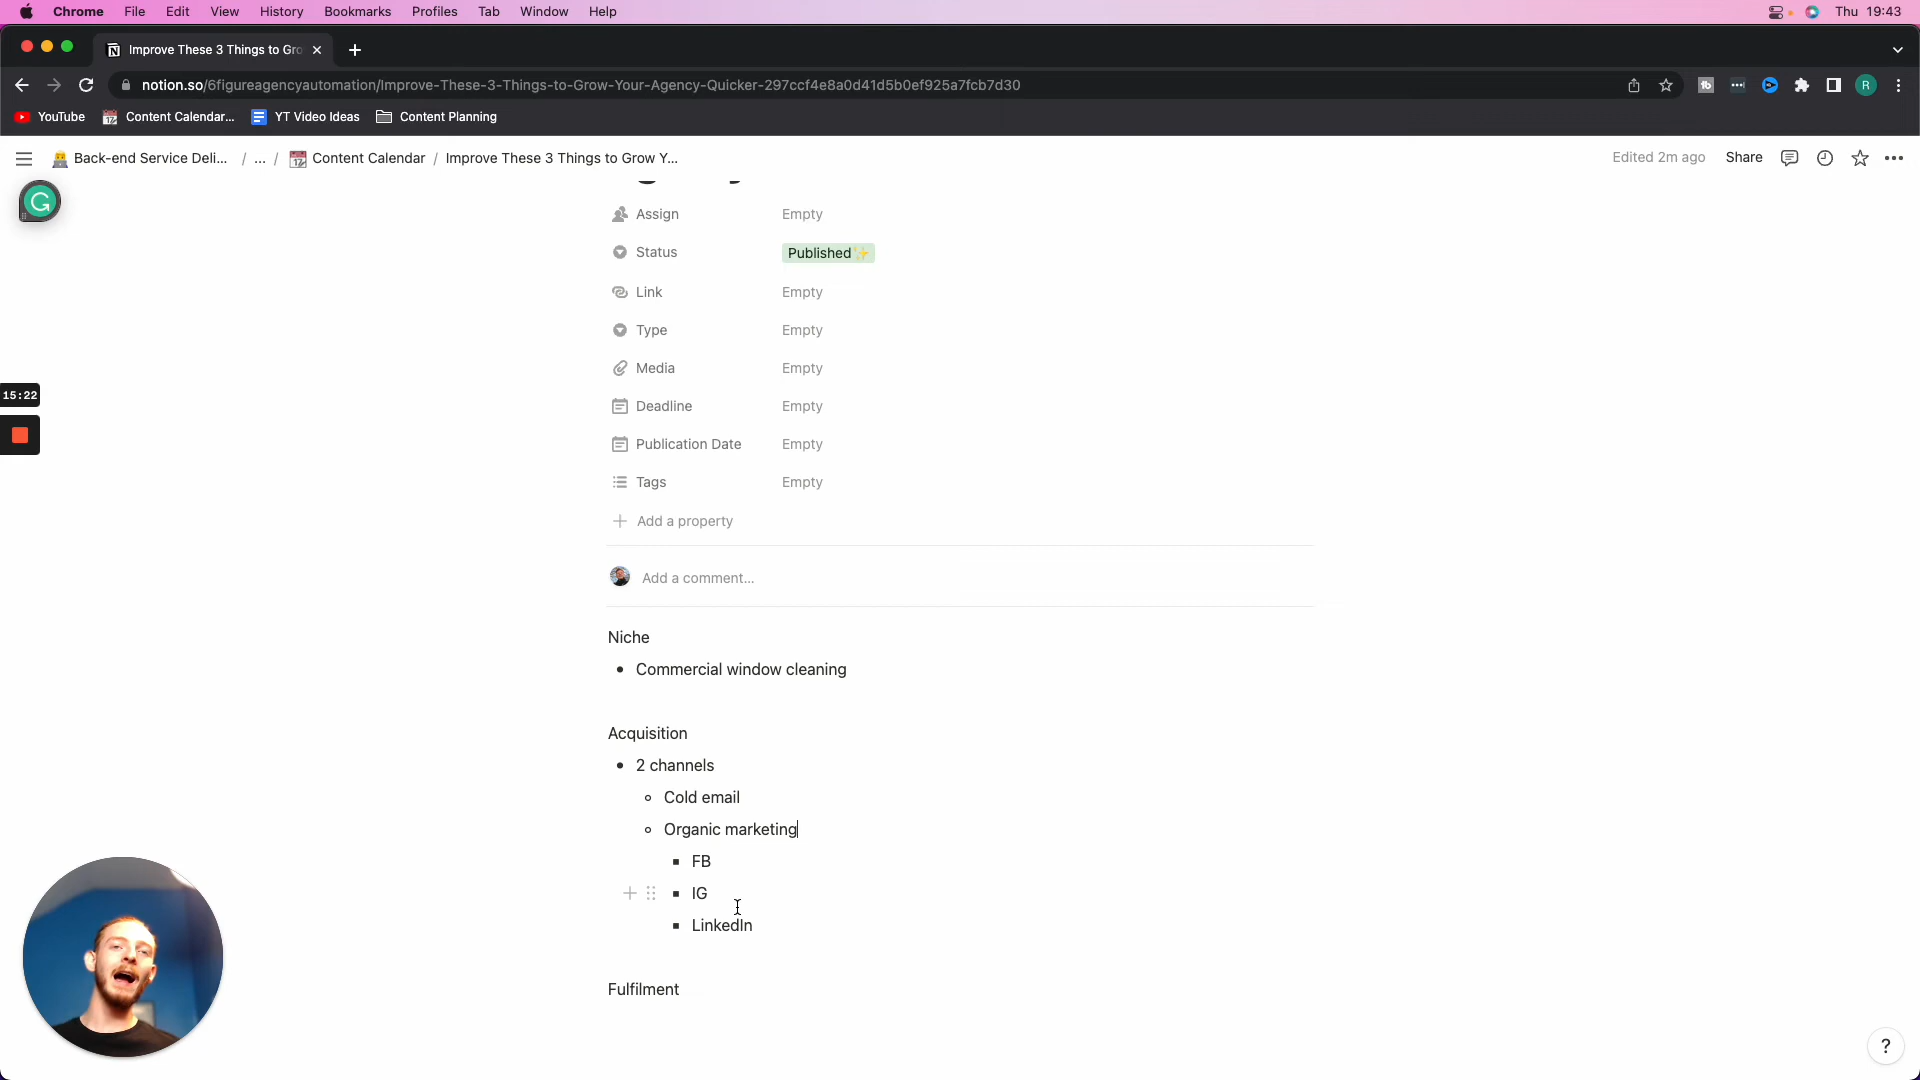 Chrome File Edit View History Bookmarks Profiles Tab Window Help Thu 19:43
Improve These 3 Things to Gro
notion.so/6figureagencyautomation/Improve-These-3-Things-to-Grow-Your-Agency-Quicker-297ccf4e8a0d41d5b0ef925a7fcb7d30
YouTube Content Calendar... YT Video Ideas Content Planning
Back-end Service Deli... / ... / Content Calendar / Improve These 3 Things to Grow Y... Edited 2m ago Share
Assign Empty
Status Published✨
Link Empty
Type Empty
15:22
Media Empty
Deadline Empty
Publication Date Empty
Tags Empty
Add a property
Add a comment...
Niche
Commercial window cleaning
Acquisition
2 channels
Cold email
Organic marketing
FB
IG
LinkedIn
Fulfilment
?